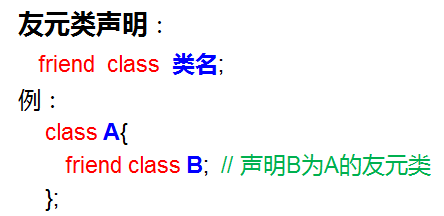 友元类声明：
friend class 类名;
例：
class A{
friend class B; // 声明B为A的友元类
};